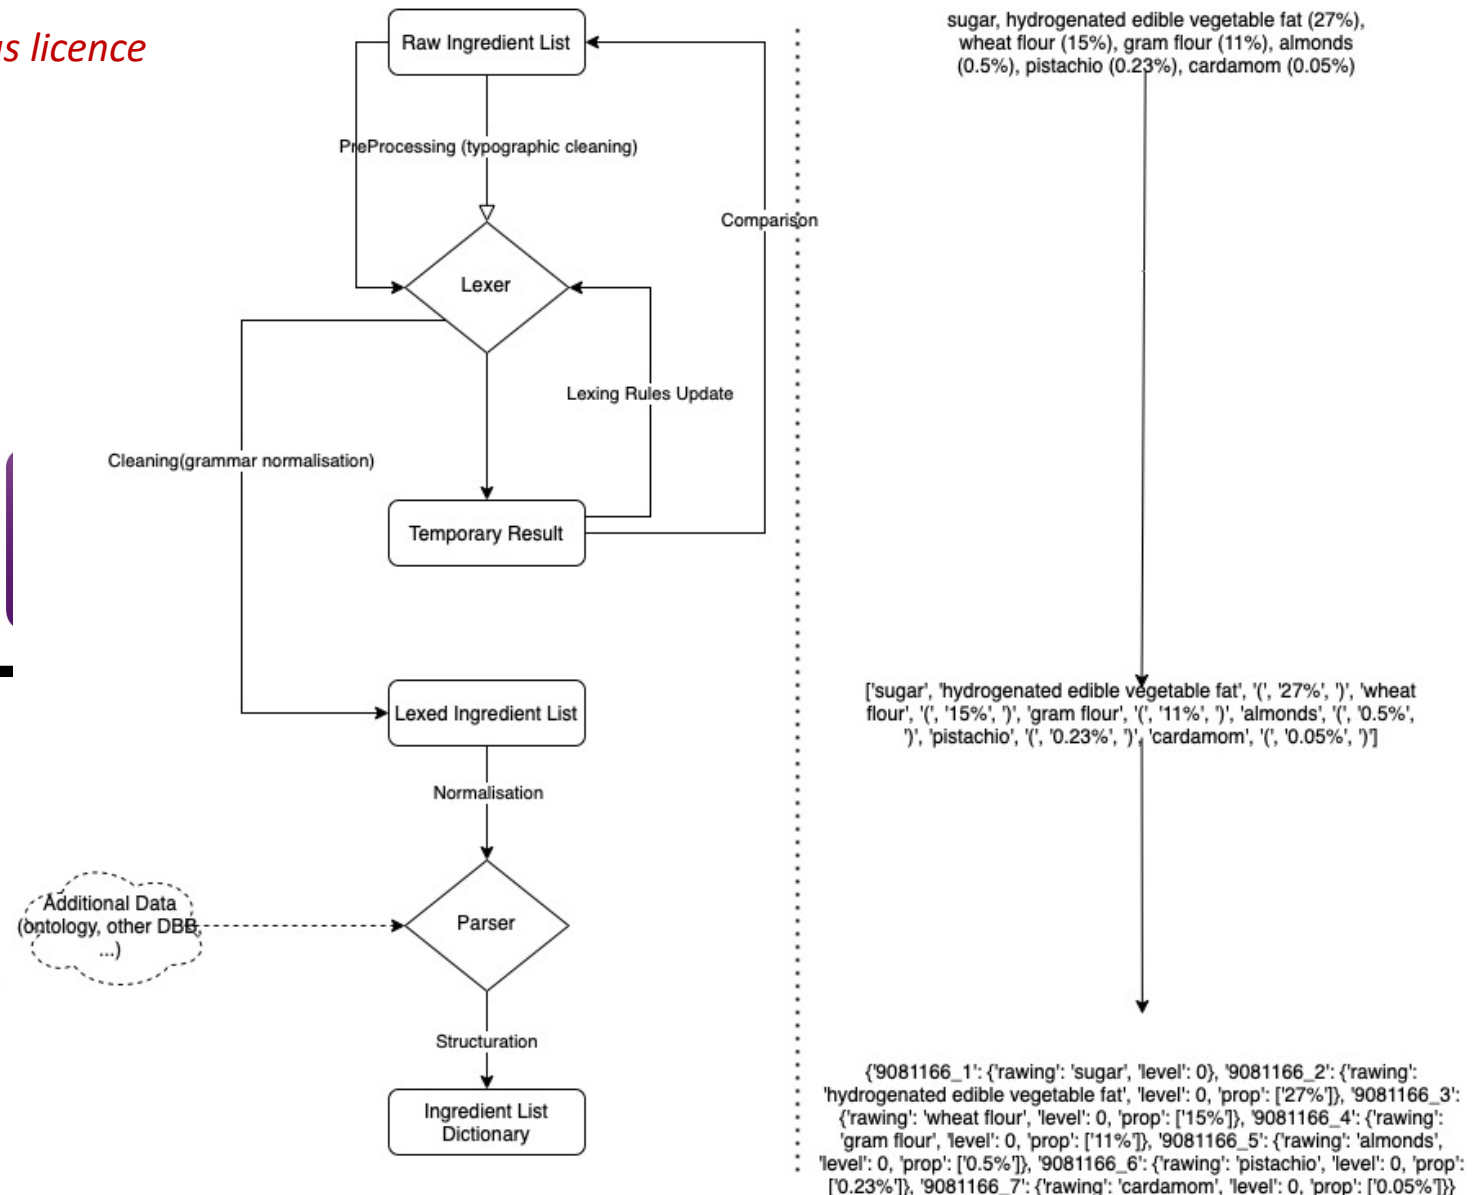 us licence
Raw Ingredient List
PreProcessing (typographic cleaning)
Comparison
Lexer
Lexing Rules Update
Cleaning(grammar normalisation)
Temporary Result
Lexed Ingredient List
Normalisation
Additional Data
(ontology, other DBB,
...)
Parser
Structuration
Ingredient List
Dictionary
sugar, hydrogenated edible vegetable fat (27%),
wheat flour (15%), gram flour (11%), almonds
(0.5%), pistachio (0.23%), cardamom (0.05%)
['sugar', 'hydrogenated edible vegetable fat', '(', '27%', ')', 'wheat
flour', '(', '15%', ')', 'gram flour', '(', '11%', ')', 'almonds', '(', '0.5%',
')', 'pistachio', '(', '0.23%', ')', 'cardamom', '(', '0.05%', ')']
{'9081166_1': {'rawing': 'sugar', 'level': 0}, '9081166_2': {'rawing':
'hydrogenated edible vegetable fat', 'level': 0, 'prop': ['27%']}, '9081166_3':
{'rawing': 'wheat flour', 'level': 0, 'prop': ['15%']}, '9081166_4': {'rawing':
'gram flour', 'level': 0, 'prop': ['11%']}, '9081166_5': {'rawing': 'almonds',
'level': 0, 'prop': ['0.5%']}, '9081166_6': {'rawing': 'pistachio', 'level': 0, 'prop':
['0.23%']}, '9081166_7': {'rawing': 'cardamom', 'level': 0, 'prop': ['0.05%']}}